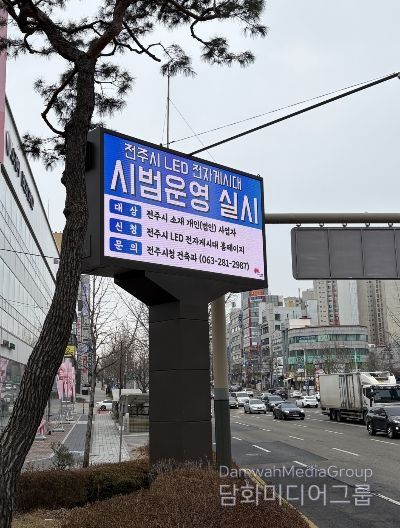 전주시 LED 전자게시대
시범운영 실시
대 상 전주시 소재 개인(법인) 사업자
신 청 전주시 LED 전자게시대 홈페이지
문 의 전주시청 건축과 (063-281-2987)
DamwahMediaGroup
담화미디어그룹